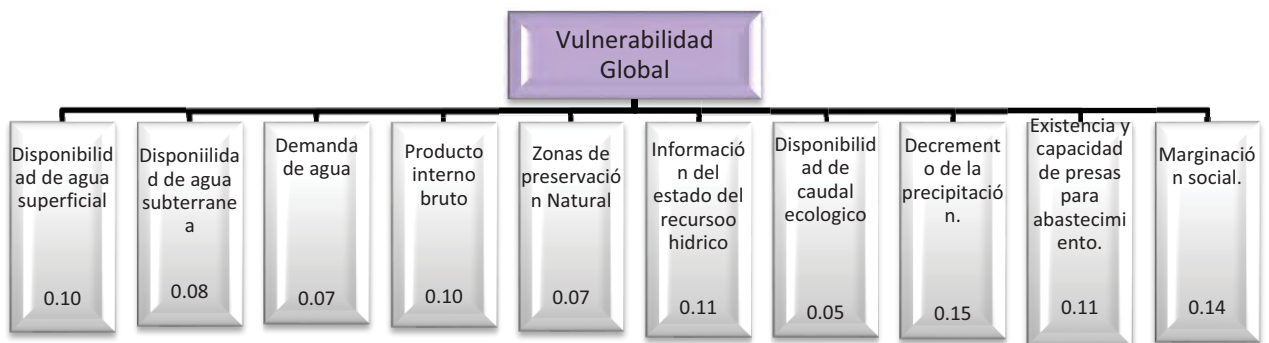 Vulnerabilidad
Global
Disponibilid
ad de agua
superficial
0.10
Disponiilida
d de agua
subterrane
a
0.08
Demanda
de agua
0.07
Producto
interno
bruto
0.10
Zonas de
preservació
n Natural
0.07
Informació
n del
estado del
recursoo
hidrico
0.11
Disponibilid
ad de
caudal
ecologico
0.05
Decrement
o de la
precipitació
n.
0.15
Existencia y
capacidad
de presas
para
abastecimi
ento.
0.11
Marginació
n social.
0.14